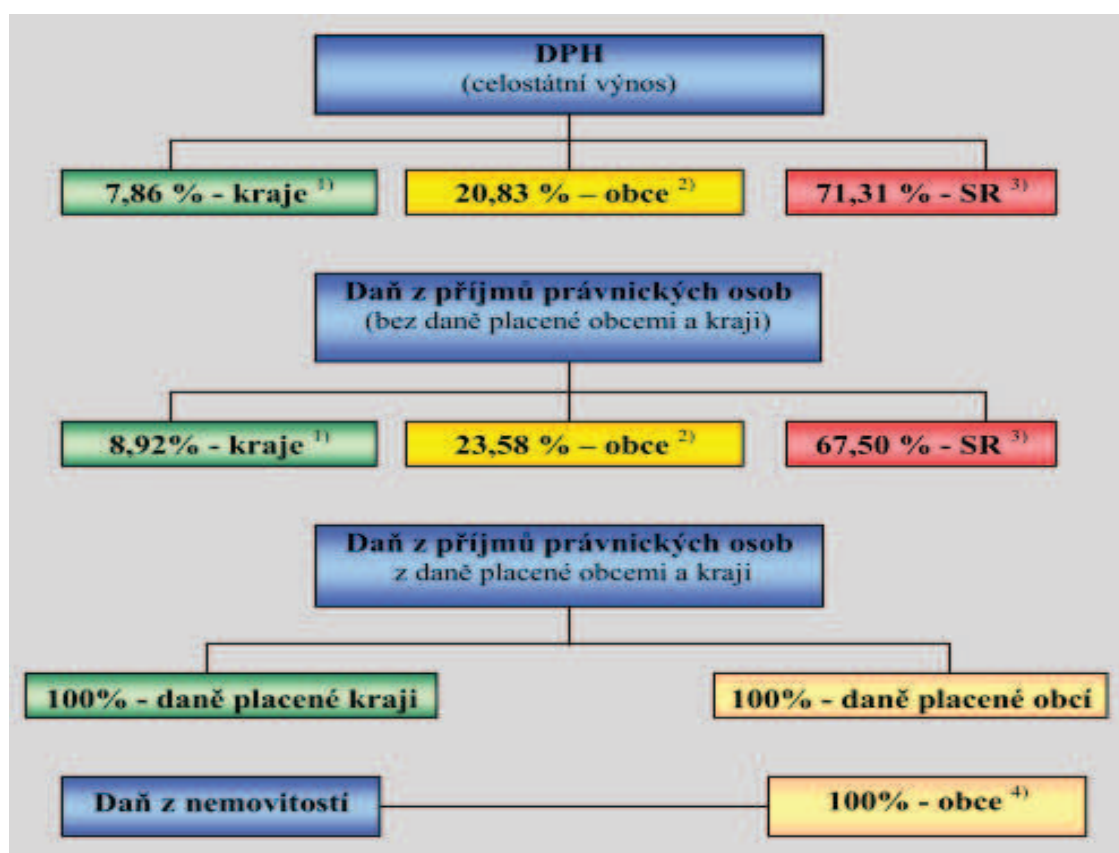 DPH
(celostátní výnos)
7,86 % - kraje 1)
20,83 % – obce 2)
71,31 % - SR 3)
Daň z příjmů právnických osob
(bez daně placené obcemi a kraji)
8,92% - kraje 1)
23,58 % – obce 2)
67,50 % - SR 3)
Daň z příjmů právnických osob
z daně placené obcemi a kraji
100% - daně placené kraji
100% - daně placené obcí
Daň z nemovitostí
100% - obce 4)